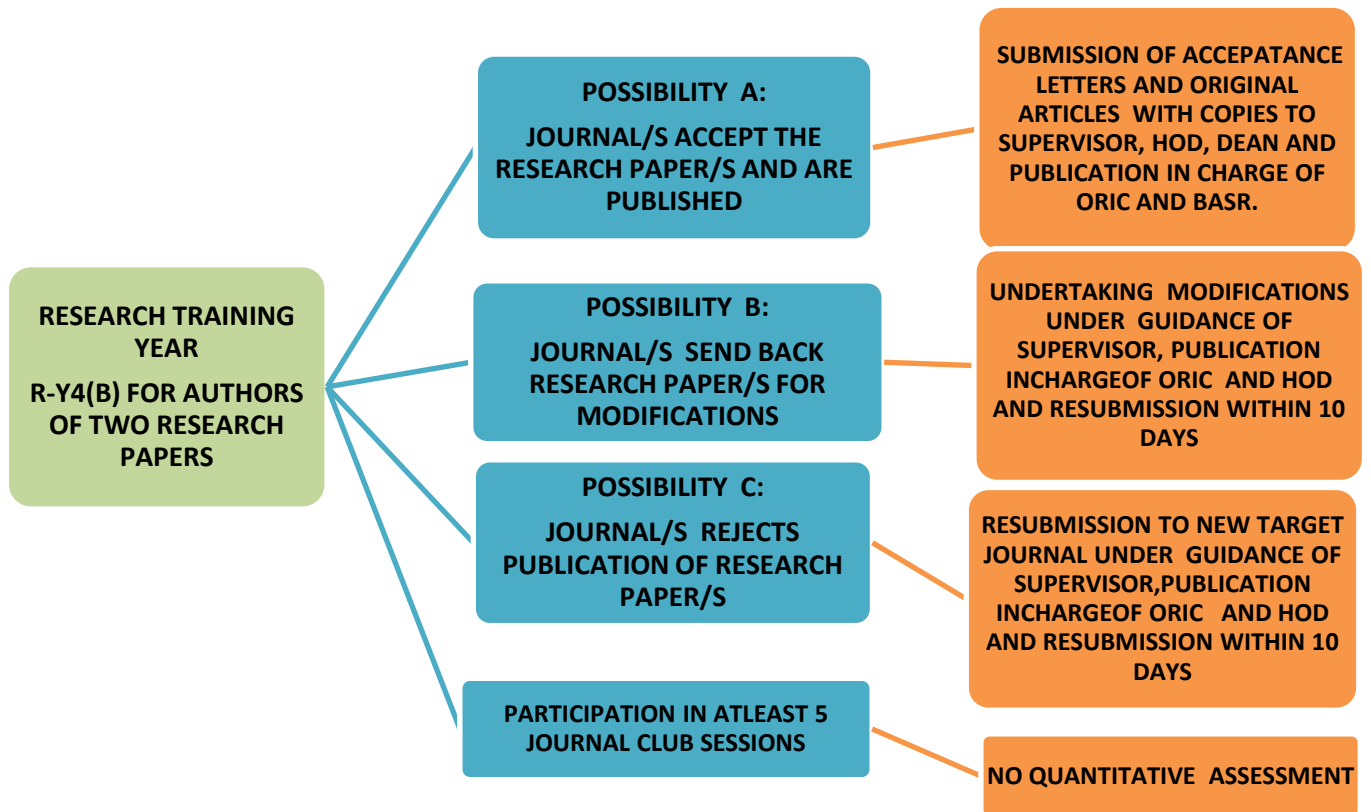 RESEARCH TRAINING
YEAR
R-Y4(B) FOR AUTHORS
OF TWO RESEARCH
PAPERS
POSSIBILITY A:
JOURNAL/S ACCEPT THE
RESEARCH PAPER/S AND ARE
PUBLISHED
SUBMISSION OF ACCEPATANCE
LETTERS AND ORIGINAL
ARTICLES WITH COPIES TO
SUPERVISOR, HOD, DEAN AND
PUBLICATION IN CHARGE OF
ORIC AND BASR.
POSSIBILITY B:
JOURNAL/S SEND BACK
RESEARCH PAPER/S FOR
MODIFICATIONS
UNDERTAKING MODIFICATIONS
UNDER GUIDANCE OF
SUPERVISOR, PUBLICATION
INCHARGEOF ORIC AND HOD
AND RESUBMISSION WITHIN 10
DAYS
POSSIBILITY C:
JOURNAL/S REJECTS
PUBLICATION OF RESEARCH
PAPER/S
RESUBMISSION TO NEW TARGET
JOURNAL UNDER GUIDANCE OF
SUPERVISOR,PUBLICATION
INCHARGEOF ORIC AND HOD
AND RESUBMISSION WITHIN 10
DAYS
PARTICIPATION IN ATLEAST 5
JOURNAL CLUB SESSIONS
NO QUANTITATIVE ASSESSMENT